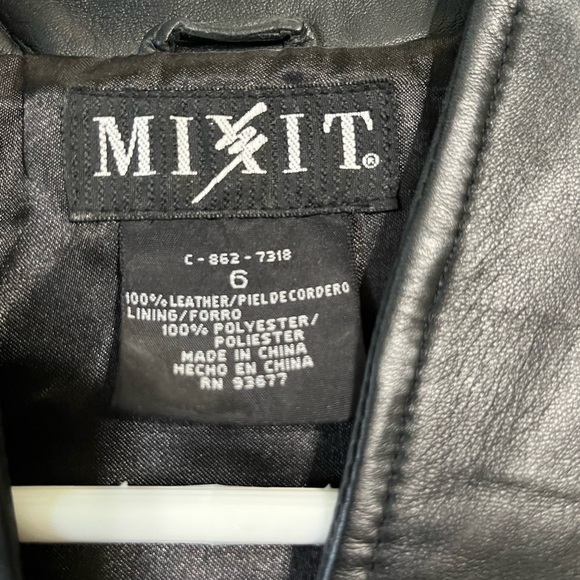 MIXIT®
C-862-7318
6
100% LEATHER/PIEL DE CORDERO
LINING/FORRO
100% POLYESTER/
POLIESTER
MADE IN CHINA
HECHO EN CHINA
RN 93677